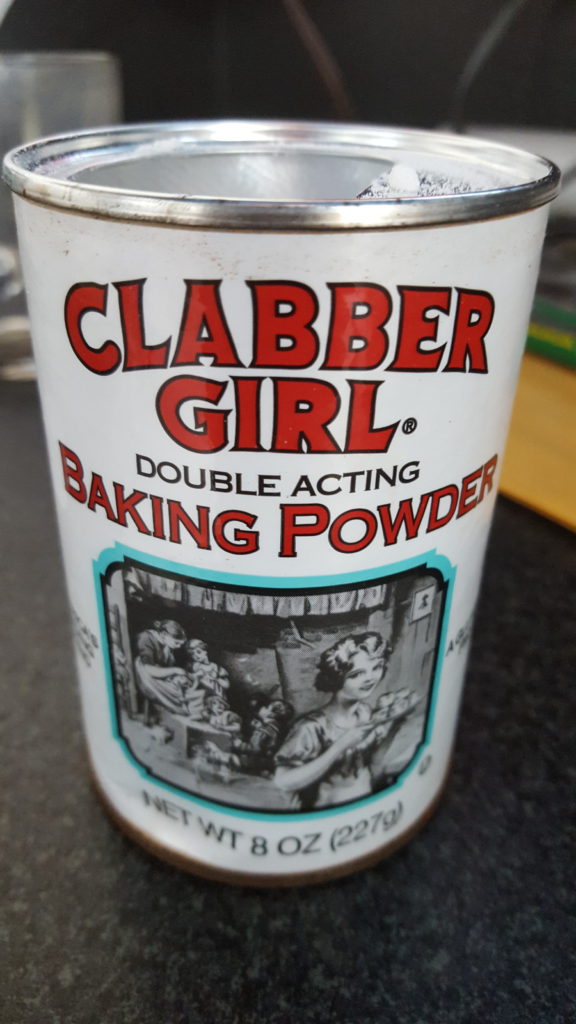 CLABBER
GIRL®
DOUBLE ACTING
BAKING POWDER
NET WT 8 OZ (227g)